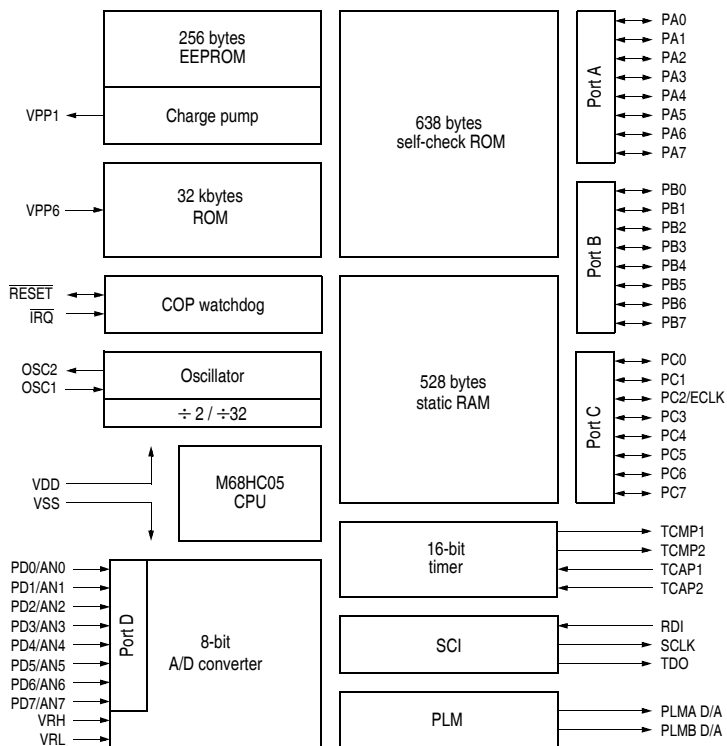 256 bytes
EEPROM
Charge pump
VPP1
32 kbytes
ROM
VPP6
RESET
IRQ
COP watchdog
OSC2
OSC1
Oscillator
÷ 2 / ÷32
VDD
VSS
M68HC05
CPU
PD0/AN0
PD1/AN1
PD2/AN2
PD3/AN3
PD4/AN4
PD5/AN5
PD6/AN6
PD7/AN7
VRH
VRL
Port D
8-bit
A/D converter
638 bytes
self-check ROM
528 bytes
static RAM
16-bit
timer
SCI
PLM
Port A
PA0
PA1
PA2
PA3
PA4
PA5
PA6
PA7
Port B
PB0
PB1
PB2
PB3
PB4
PB5
PB6
PB7
Port C
PC0
PC1
PC2/ECLK
PC3
PC4
PC5
PC6
PC7
TCMP1
TCMP2
TCAP1
TCAP2
RDI
SCLK
TDO
PLMA D/A
PLMB D/A